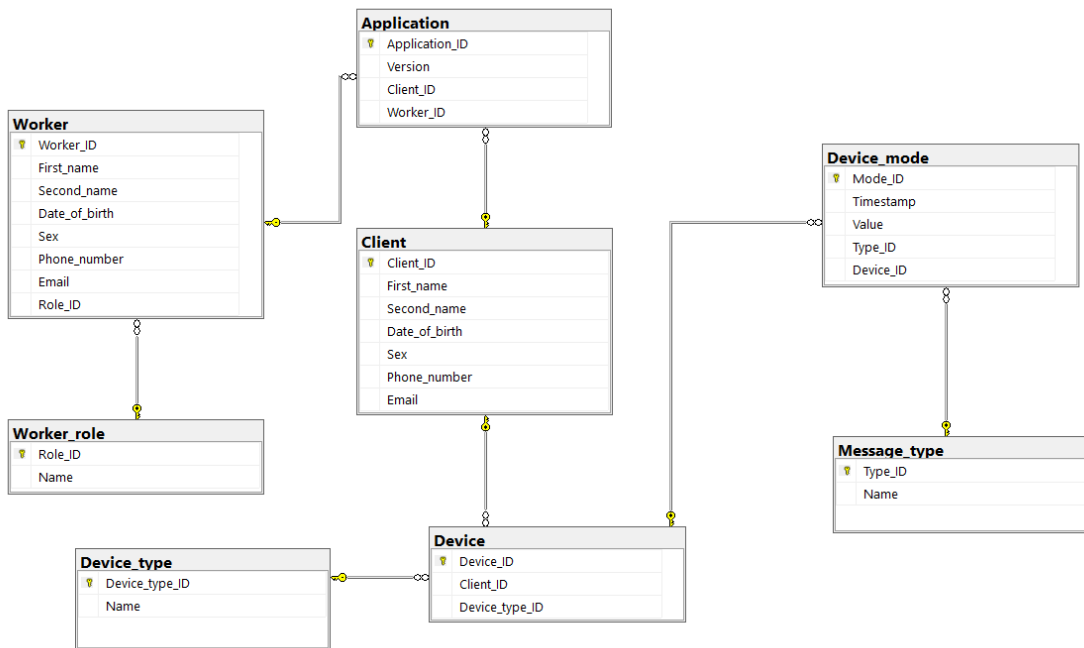 Application
Application_ID
Version
Client_ID
Worker_ID
Worker
Worker_ID
First_name
Second_name
Date_of_birth
Sex
Phone_number
Email
Role_ID
Device_mode
Mode_ID
Timestamp
Value
Type_ID
Device_ID
Client
Client_ID
First_name
Second_name
Date_of_birth
Sex
Phone_number
Email
Worker_role
Role_ID
Name
Message_type
Type_ID
Name
Device_type
Device_type_ID
Name
Device
Device_ID
Client_ID
Device_type_ID